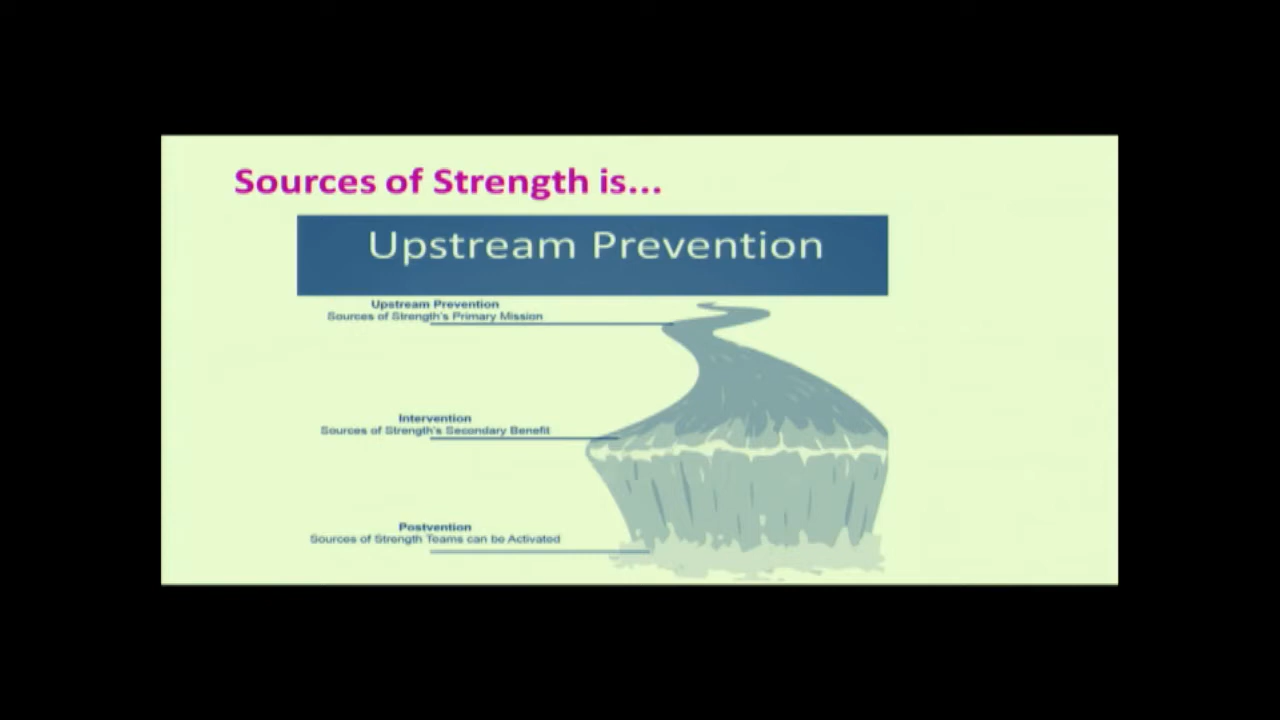 Sources of Strength is...
Upstream Prevention
Upstream Prevention
Sources of Strength's Primary Mission
Intervention
Sources of Strength's Secondary Benefit
Postvention
Sources of Strength Teams can be Activated